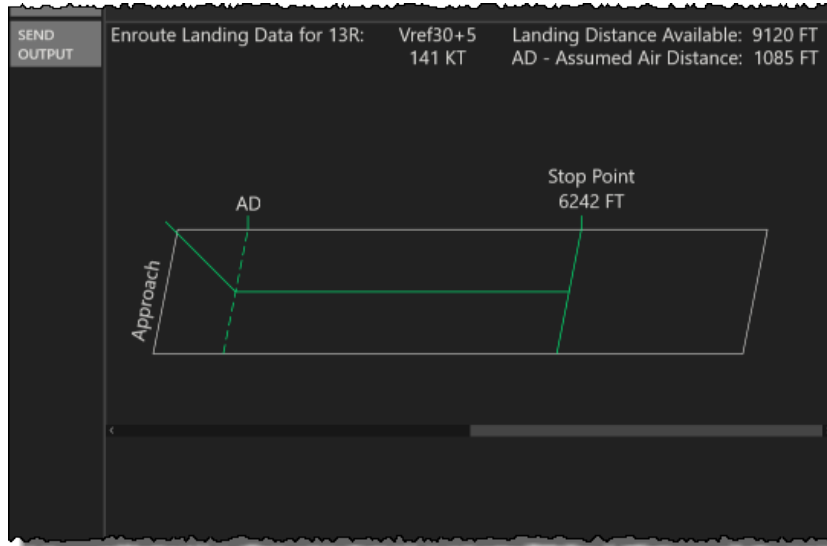 SEND
OUTPUT
Enroute Landing Data for 13R: Vref30+5 Landing Distance Available: 9120 FT
141 KT AD - Assumed Air Distance: 1085 FT
Stop Point
AD 6242 FT
Approach